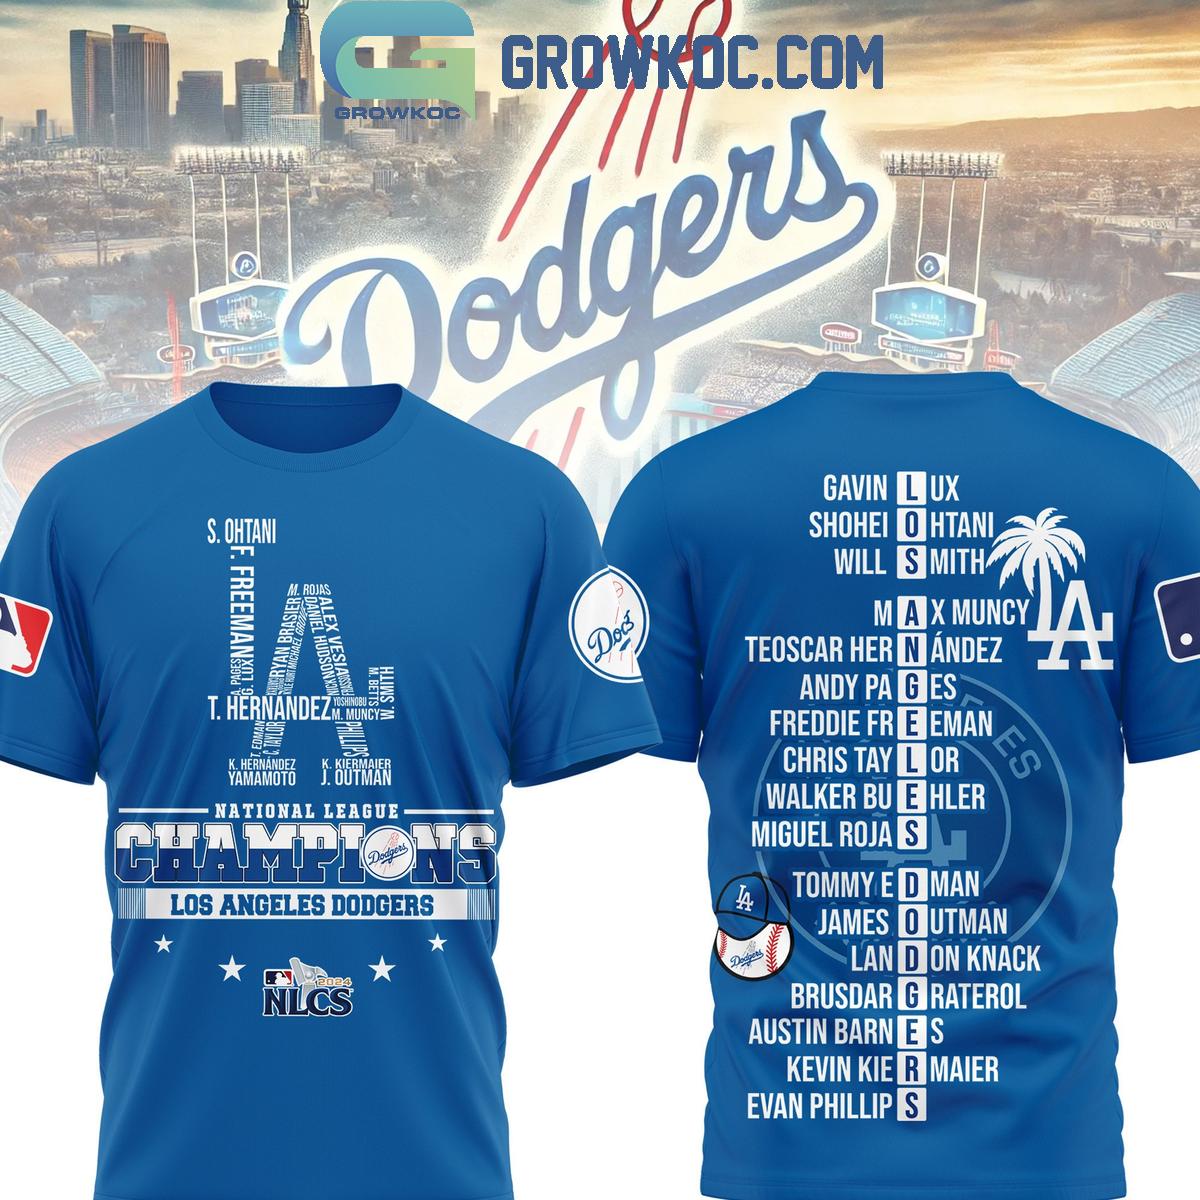 GROWKOC.COM
GROWKOC
Dodgers
S. OHTANI
F. FREEMAN
M. ROJAS
ALEX VESIA
DANIEL HUDSON
RYAN BRASIER
A. PAGES
G. LUX
T. HERNÁNDEZ
YOSHINOBU
M. MUNCY
M. BETTS
W. SMITH
T. EDMAN
C. TAYLOR
PHILLIPS
K. HERNÁNDEZ
YAMAMOTO
K. KIERMAIER
J. OUTMAN
NATIONAL LEAGUE
CHAMPIONS
Dodgers
LOS ANGELES DODGERS
2024
NLCS
GAVIN LUX
SHOHEI OHTANI
WILL SMITH
MAX MUNCY
TEOSCAR HERNÁNDEZ
ANDY PAGES
FREDDIE FREEMAN
CHRIS TAYLOR
WALKER BUEHLER
MIGUEL ROJAS
TOMMY EDMAN
JAMES OUTMAN
LANDON KNACK
BRUSDAR GRATEROL
AUSTIN BARNES
KEVIN KIERMAIER
EVAN PHILLIPS
LA
LA
Dodgers